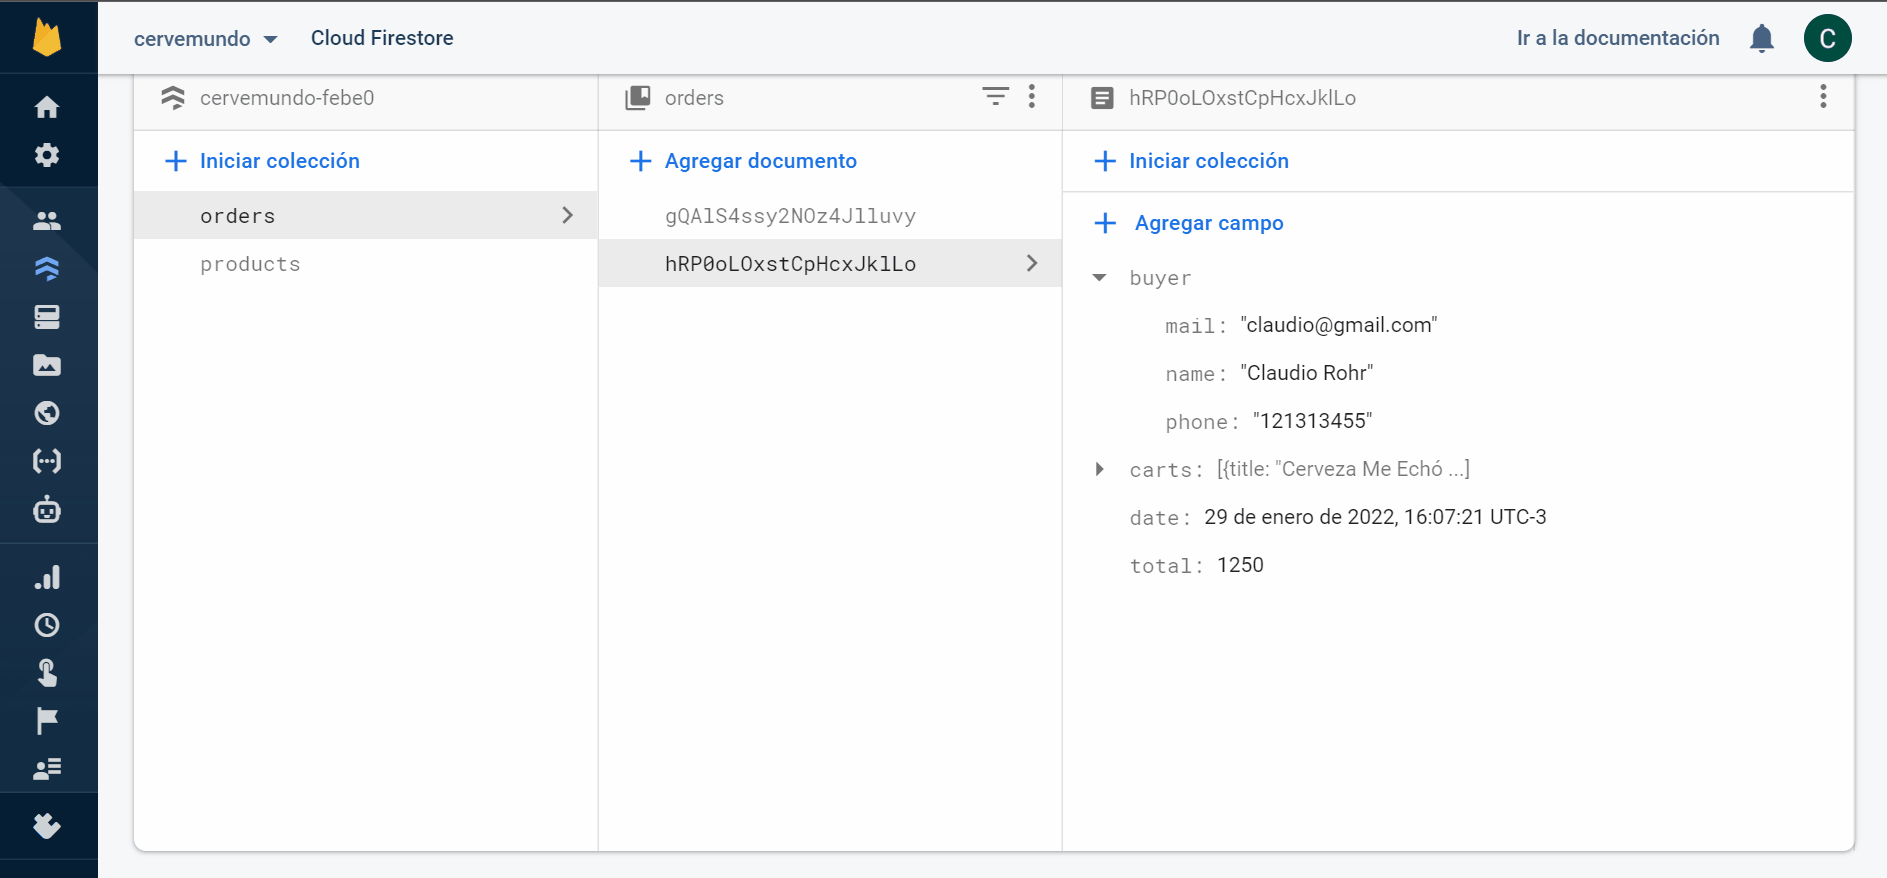 cervemundo
Cloud Firestore
Ir a la documentación
C
cervemundo-febe0
orders
hRP0oLOxstCpHcxJklLo
Iniciar colección
Agregar documento
Iniciar colección
orders
products
gQAlS4ssy2NOz4Jlluvy
hRP0oLOxstCpHcxJklLo
Agregar campo
buyer
mail: "claudio@gmail.com"
name: "Claudio Rohr"
phone: "121313455"
carts: [{title: "Cerveza Me Echó ...]
date: 29 de enero de 2022, 16:07:21 UTC-3
total: 1250